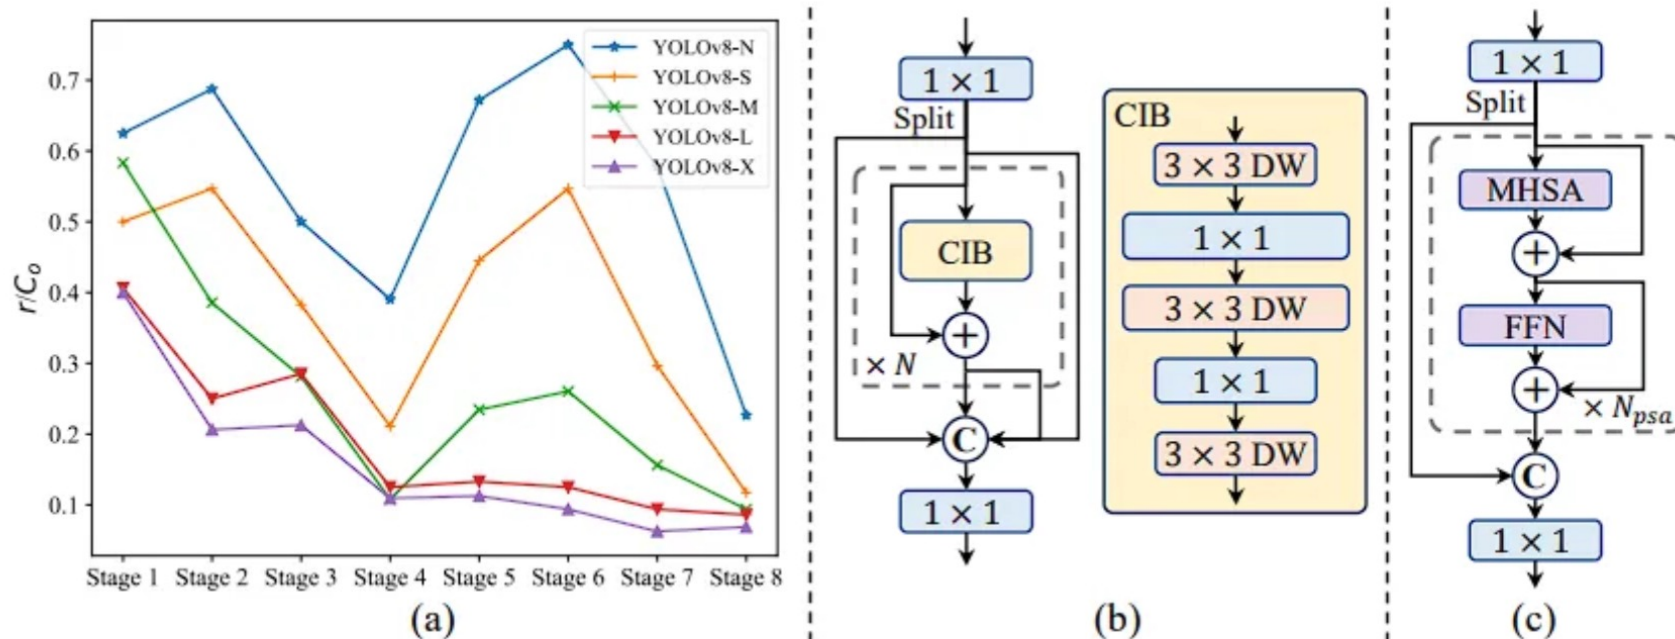 0.7
0.6
0.5
0.4
0.3
0.2
0.1
r/C_o
YOLOv8-N
YOLOv8-S
YOLOv8-M
YOLOv8-L
YOLOv8-X
Stage 1 Stage 2 Stage 3 Stage 4 Stage 5 Stage 6 Stage 7 Stage 8
(a)
1 × 1
Split
CIB
+
× N
C
1 × 1
CIB
3 × 3 DW
1 × 1
3 × 3 DW
1 × 1
3 × 3 DW
(b)
1 × 1
Split
MHSA
+
FFN
+
× N_psa
C
1 × 1
(c)